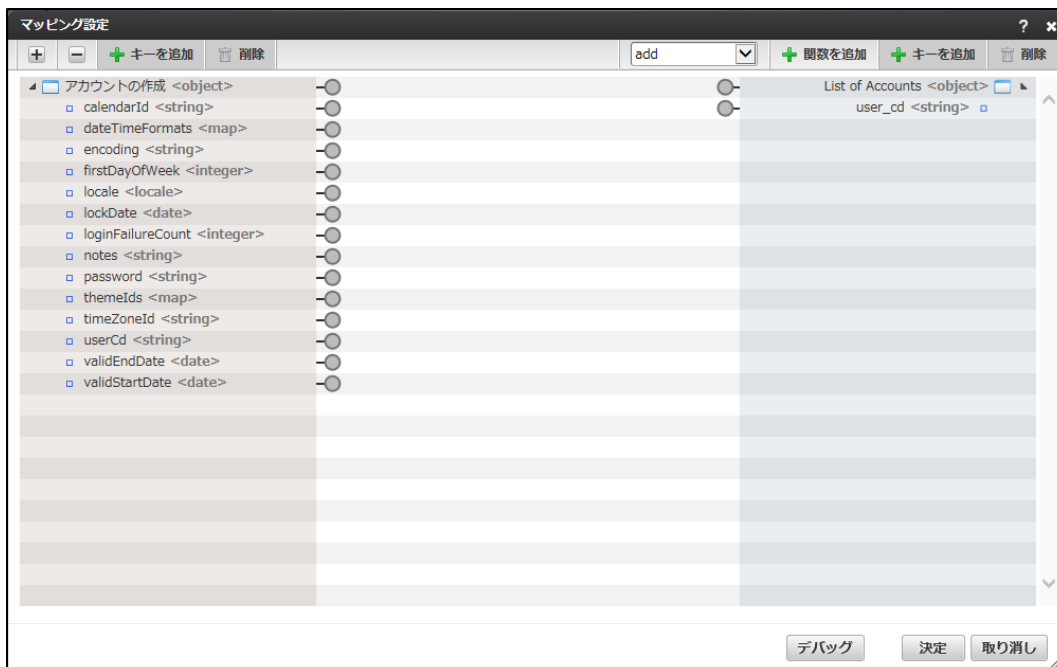 マッピング設定 ?
キーを追加 削除 add 関数を追加 キーを追加 削除
アカウントの作成 <object> List of Accounts <object>
calendarId <string> user_cd <string>
dateTimeFormats <map>
encoding <string>
firstDayOfWeek <integer>
locale <locale>
lockDate <date>
loginFailureCount <integer>
notes <string>
password <string>
themeIds <map>
timeZoneId <string>
userCd <string>
validEndDate <date>
validStartDate <date>
デバッグ 決定 取り消し